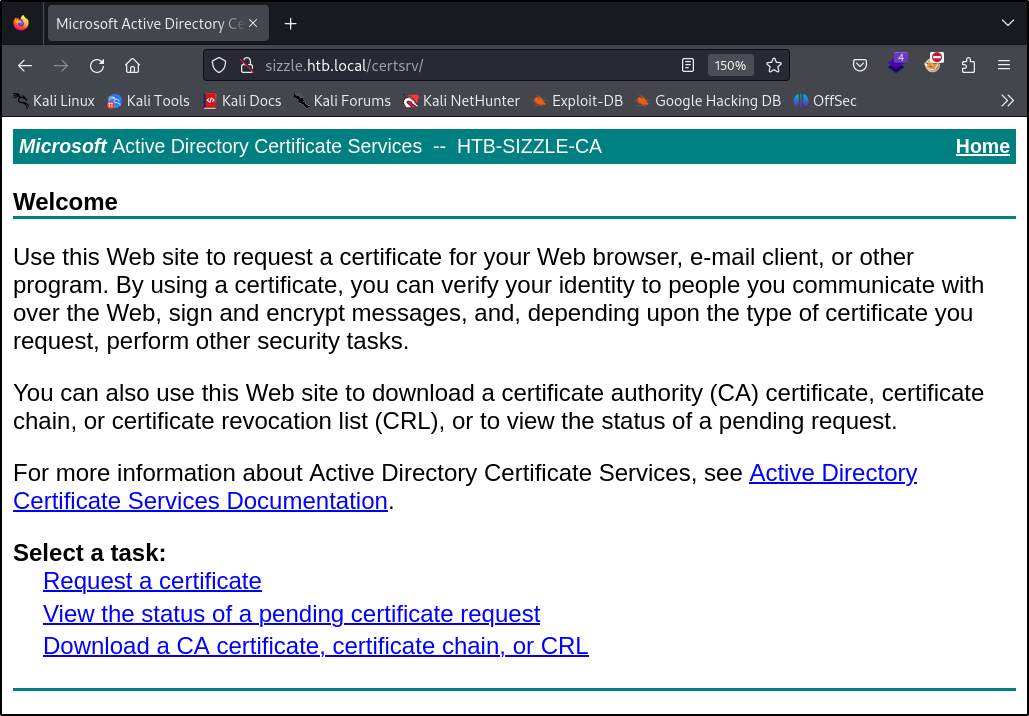 Microsoft Active Directory Ce
sizzle.htb.local/certsrv/
150%
4
Kali Linux
Kali Tools
Kali Docs
Kali Forums
Kali NetHunter
Exploit-DB
Google Hacking DB
OffSec
Microsoft Active Directory Certificate Services -- HTB-SIZZLE-CA
Home
Welcome
Use this Web site to request a certificate for your Web browser, e-mail client, or other
program. By using a certificate, you can verify your identity to people you communicate with
over the Web, sign and encrypt messages, and, depending upon the type of certificate you
request, perform other security tasks.
You can also use this Web site to download a certificate authority (CA) certificate, certificate
chain, or certificate revocation list (CRL), or to view the status of a pending request.
For more information about Active Directory Certificate Services, see Active Directory
Certificate Services Documentation.
Select a task:
Request a certificate
View the status of a pending certificate request
Download a CA certificate, certificate chain, or CRL